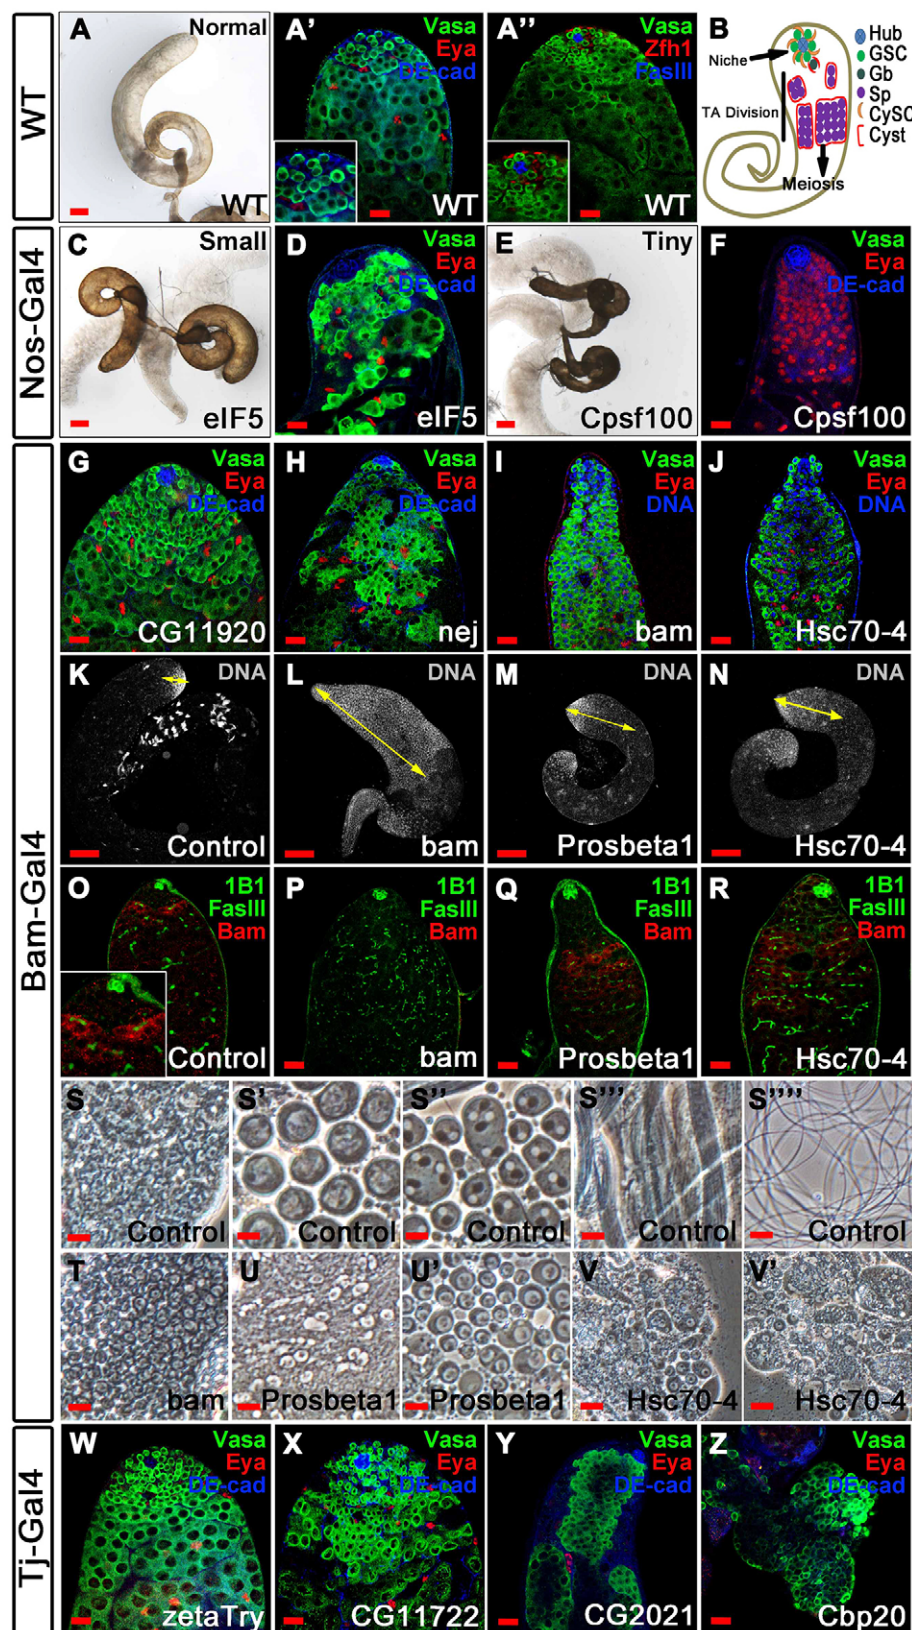 WT
A
Normal
WT
A'
Vasa
Eya
DE-cad
WT
A''
Vasa
Zfh1
FasIII
WT
B
Niche
TA Division
Meiosis
Hub
GSC
Gb
Sp
CySC
Cyst
Nos-Gal4
C
Small
eIF5
D
Vasa
Eya
DE-cad
eIF5
E
Tiny
Cpsf100
F
Vasa
Eya
DE-cad
Cpsf100
Bam-Gal4
G
Vasa
Eya
DE-cad
CG11920
H
Vasa
Eya
DE-cad
nej
I
Vasa
Eya
DNA
bam
J
Vasa
Eya
DNA
Hsc70-4
K
DNA
Control
L
DNA
bam
M
DNA
Prosbeta1
N
DNA
Hsc70-4
O
1B1
FasIII
Bam
Control
P
1B1
FasIII
Bam
bam
Q
1B1
FasIII
Bam
Prosbeta1
R
1B1
FasIII
Bam
Hsc70-4
S
Control
S'
Control
S''
Control
S'''
Control
S''''
Control
T
bam
U
Prosbeta1
U'
Prosbeta1
V
Hsc70-4
V'
Hsc70-4
Tj-Gal4
W
Vasa
Eya
DE-cad
zetaTry
X
Vasa
Eya
DE-cad
CG11722
Y
Vasa
Eya
DE-cad
CG2021
Z
Vasa
Eya
DE-cad
Cbp20